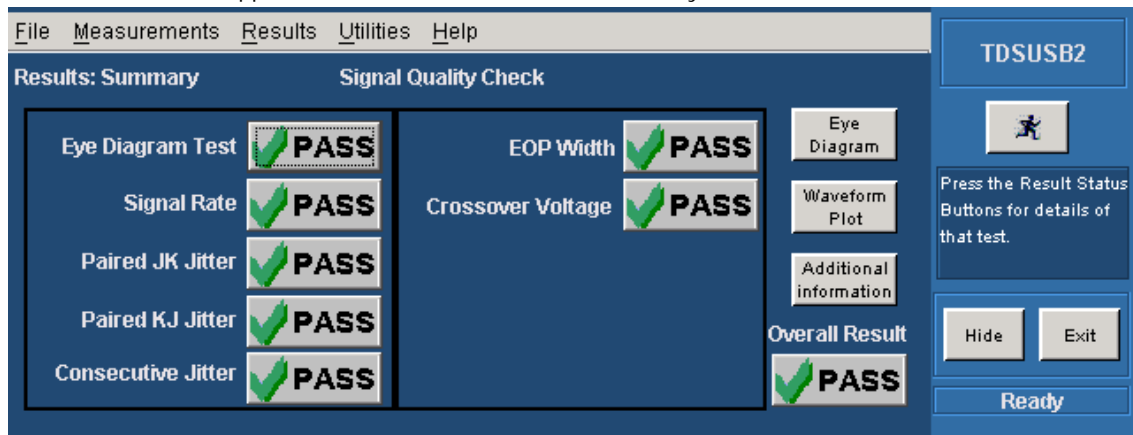 File Measurements Results Utilities Help
TDSUSB2
Results: Summary Signal Quality Check
Eye Diagram Test PASS
Signal Rate PASS
Paired JK Jitter PASS
Paired KJ Jitter PASS
Consecutive Jitter PASS
EOP Width PASS
Crossover Voltage PASS
Eye
Diagram
Waveform
Plot
Additional
information
Overall Result
PASS
Press the Result Status
Buttons for details of
that test.
Hide Exit
Ready